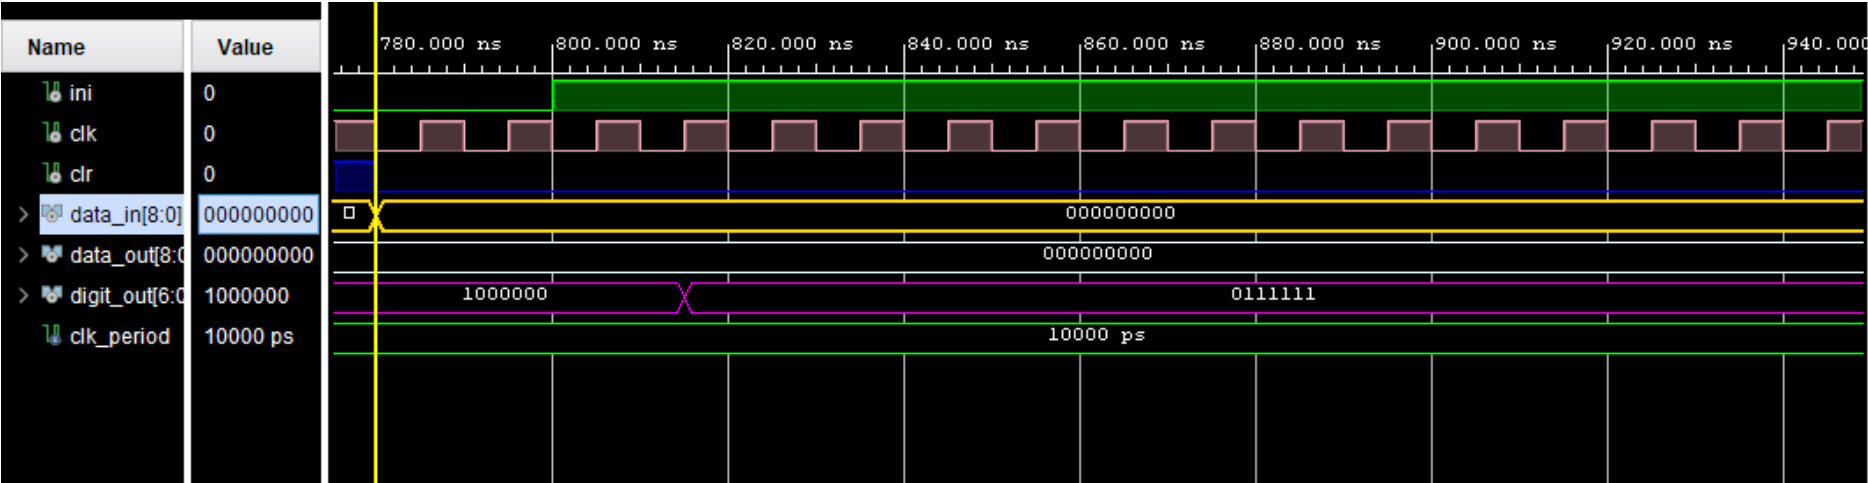 Name Value 780.000 ns 800.000 ns 820.000 ns 840.000 ns 860.000 ns 880.000 ns 900.000 ns 920.000 ns 940.000
ini 0
clk 0
clr 0
data_in[8:0] 000000000 000000000
data_out[8:0 000000000 000000000
digit_out[6:0 1000000 1000000 0111111
clk_period 10000 ps 10000 ps